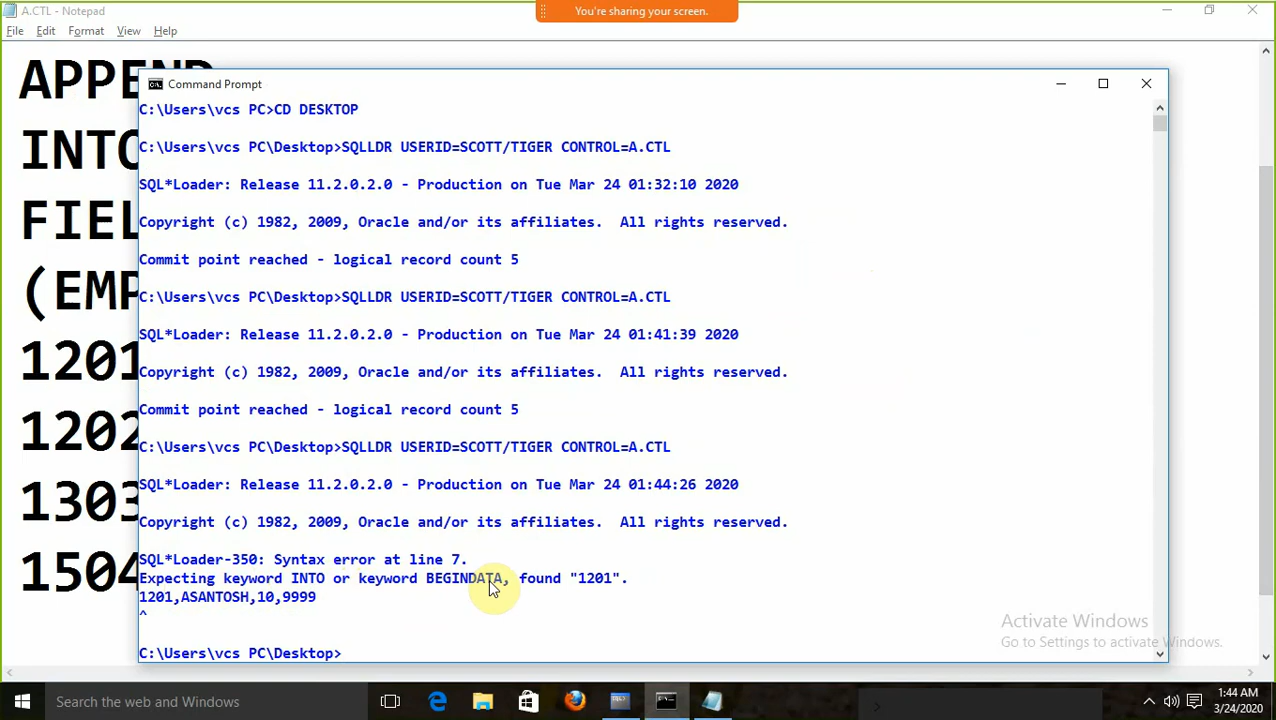 A.CTL - Notepad
You're sharing your screen.
File Edit Format View Help
APPEND
INTO
FIEL
(EMP
1201
1202
1303
1504
Command Prompt
C:\Users\vcs PC>CD DESKTOP
C:\Users\vcs PC\Desktop>SQLLDR USERID=SCOTT/TIGER CONTROL=A.CTL
SQL*Loader: Release 11.2.0.2.0 - Production on Tue Mar 24 01:32:10 2020
Copyright (c) 1982, 2009, Oracle and/or its affiliates.  All rights reserved.
Commit point reached - logical record count 5
C:\Users\vcs PC\Desktop>SQLLDR USERID=SCOTT/TIGER CONTROL=A.CTL
SQL*Loader: Release 11.2.0.2.0 - Production on Tue Mar 24 01:41:39 2020
Copyright (c) 1982, 2009, Oracle and/or its affiliates.  All rights reserved.
Commit point reached - logical record count 5
C:\Users\vcs PC\Desktop>SQLLDR USERID=SCOTT/TIGER CONTROL=A.CTL
SQL*Loader: Release 11.2.0.2.0 - Production on Tue Mar 24 01:44:26 2020
Copyright (c) 1982, 2009, Oracle and/or its affiliates.  All rights reserved.
SQL*Loader-350: Syntax error at line 7.
Expecting keyword INTO or keyword BEGINDATA, found "1201".
1201,ASANTOSH,10,9999
^
C:\Users\vcs PC\Desktop>
Activate Windows
Go to Settings to activate Windows.
Search the web and Windows
1:44 AM
3/24/2020